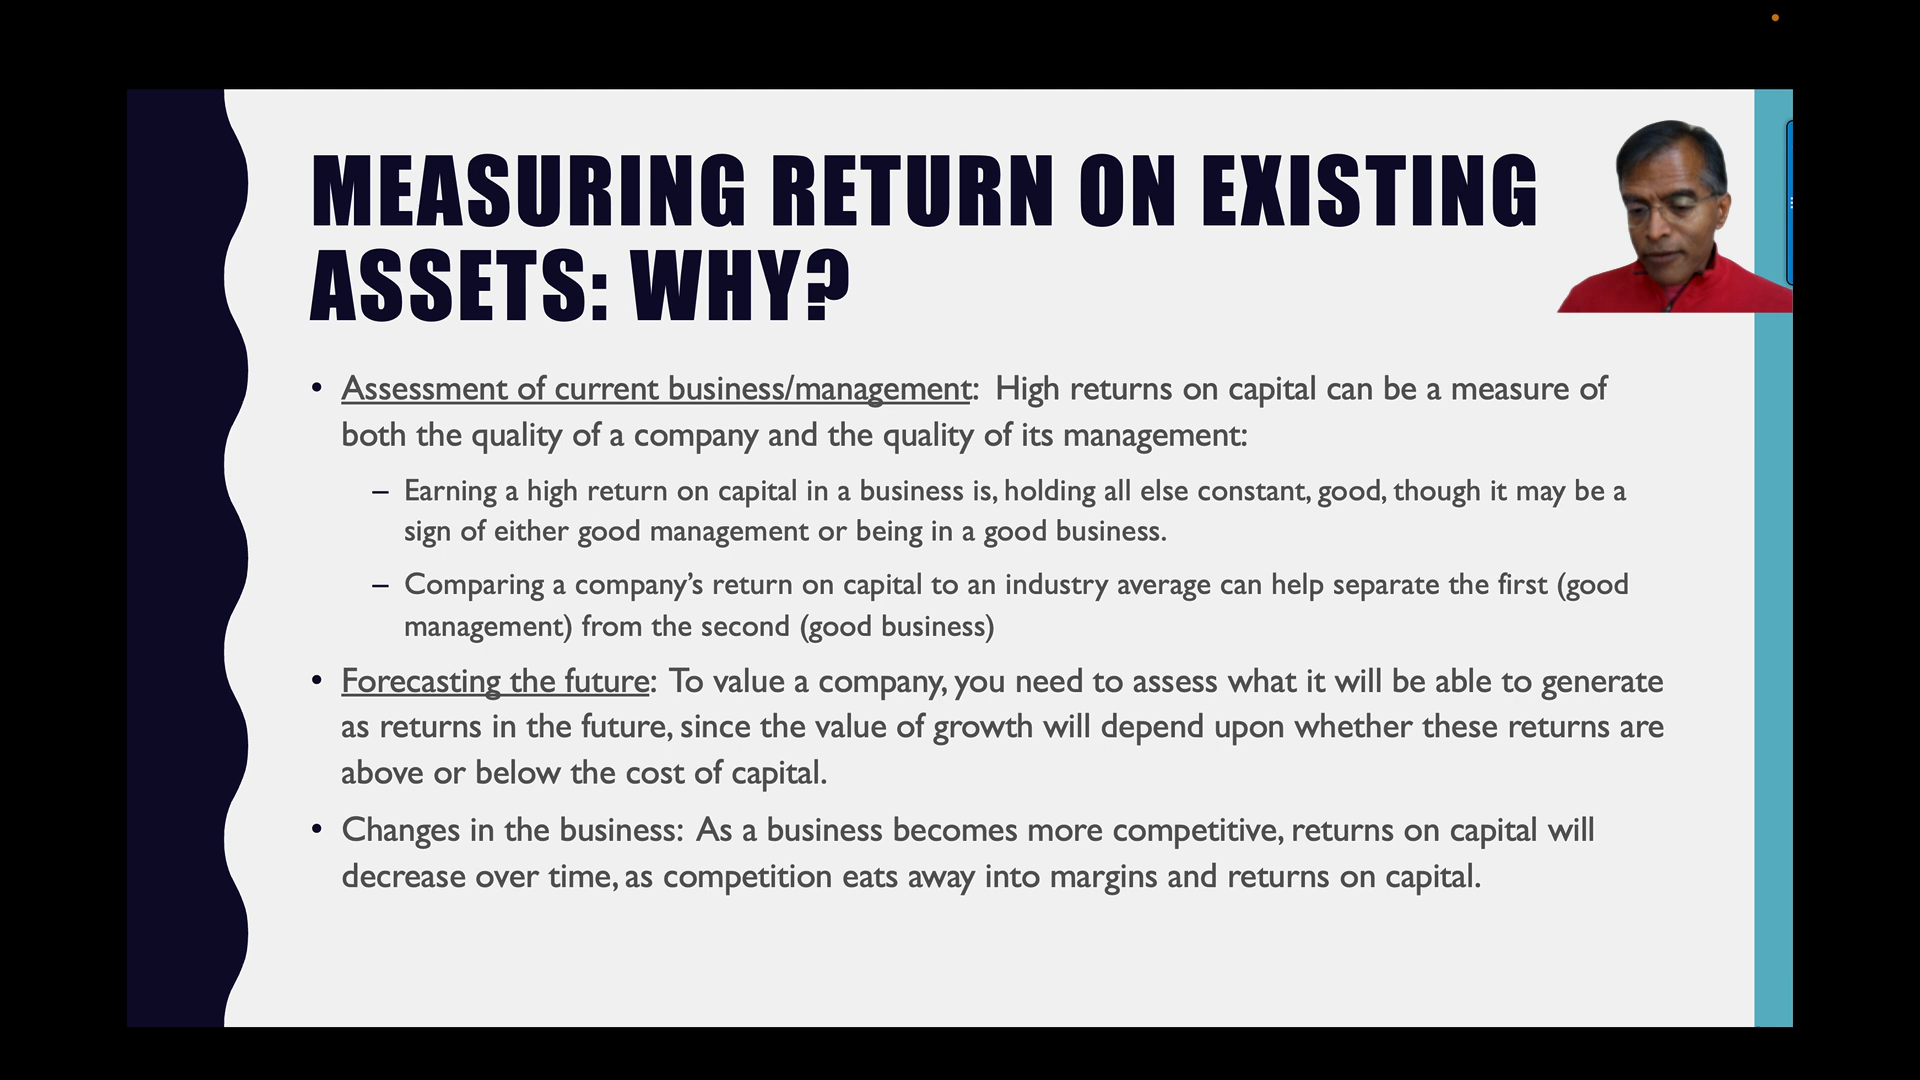 MEASURING RETURN ON EXISTING
ASSETS: WHY?
• Assessment of current business/management:  High returns on capital can be a measure of
both the quality of a company and the quality of its management:
– Earning a high return on capital in a business is, holding all else constant, good, though it may be a
sign of either good management or being in a good business.
– Comparing a company’s return on capital to an industry average can help separate the first (good
management) from the second (good business)
• Forecasting the future:  To value a company, you need to assess what it will be able to generate
as returns in the future, since the value of growth will depend upon whether these returns are
above or below the cost of capital.
• Changes in the business:  As a business becomes more competitive, returns on capital will
decrease over time, as competition eats away into margins and returns on capital.